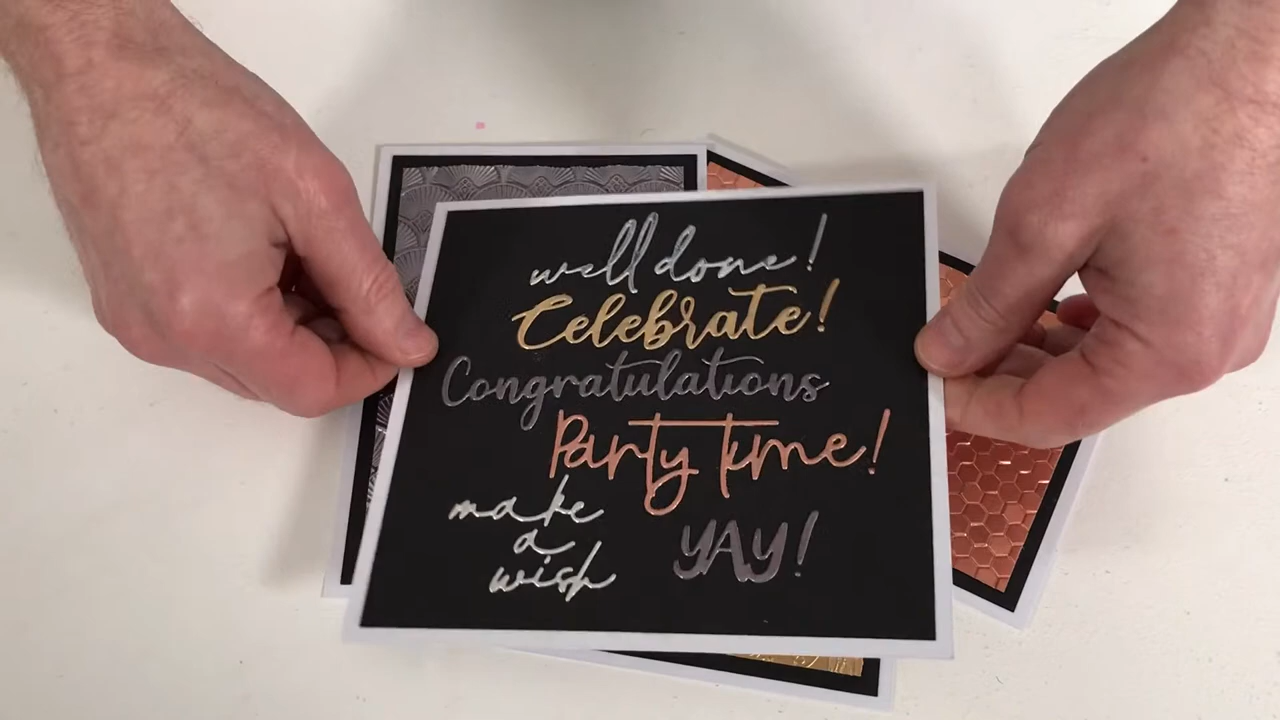 well done!
Celebrate!
Congratulations
Party time!
make
a
wish
YAY!